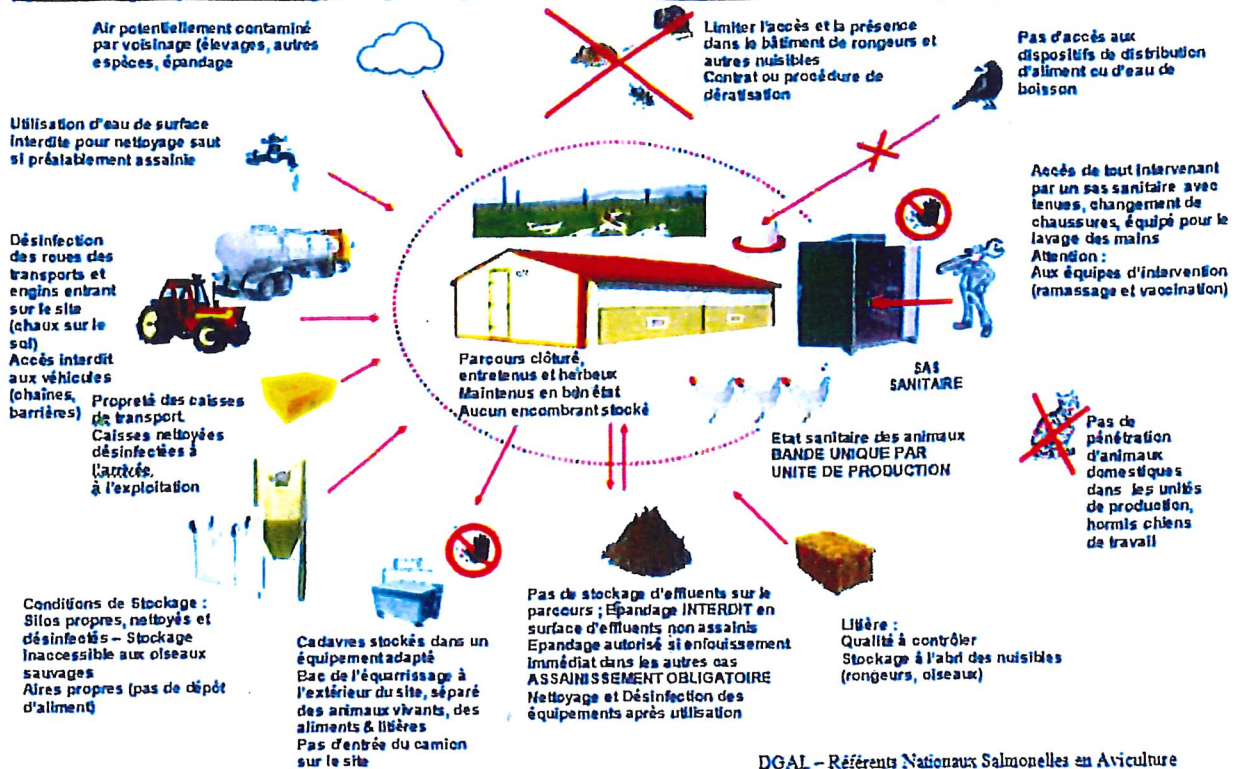 Air potentiellement contaminé
par voisinage (élevages, autres
espèces, épandage
Limiter l'accès et la présence
dans le bâtiment de rongeurs et
autres nuisibles
Contrat ou procédure de
dératisation
Pas d'accès aux
dispositifs de distribution
d'aliment ou d'eau de
boisson
Utilisation d'eau de surface
interdite pour nettoyage sauf
si préalablement assainie
Accès de tout intervenant
par un sas sanitaire avec
tenues, changement de
chaussures, équipé pour le
lavage des mains
Attention :
Aux équipes d'intervention
(ramassage et vaccination)
Désinfection
des roues des
transports et
engins entrant
sur le site
(chaux sur le
sol)
Accès interdit
aux véhicules
(chaînes,
barrières)
Parcours clôturé,
entretenus et herbeux
Maintenus en bon état
Aucun encombrant stocké
SAS
SANITAIRE
Propreté des caisses
de transport
Caisses nettoyées
désinfectées à
l'arrivée,
à l'exploitation
Etat sanitaire des animaux
BANDE UNIQUE PAR
UNITE DE PRODUCTION
Pas de
pénétration
d'animaux
domestiques
dans les unités
de production,
hormis chiens
de travail
Conditions de Stockage :
Silos propres, nettoyés et
désinfectés – Stockage
inaccessible aux oiseaux
sauvages
Aires propres (pas de dépôt
d'aliment)
Cadavres stockés dans un
équipement adapté
Bac de l'équarrissage à
l'extérieur du site, séparé
des animaux vivants, des
aliments & litières
Pas d'entrée du camion
sur le site
Pas de stockage d'effluents sur le
parcours ; Epandage INTERDIT en
surface d'effluents non assainis
Epandage autorisé si enfouissement
immédiat dans les autres cas
ASSAINISSEMENT OBLIGATOIRE
Nettoyage et Désinfection des
équipements après utilisation
Litière :
Qualité à contrôler
Stockage à l'abri des nuisibles
(rongeurs, oiseaux)
DGAL – Référents Nationaux Salmonelles en Aviculture